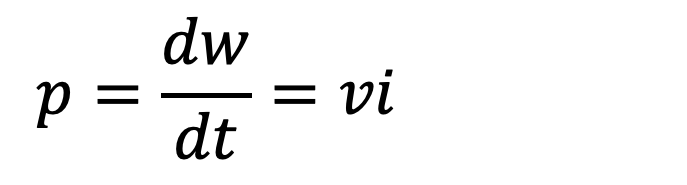 p = dw/dt = vi